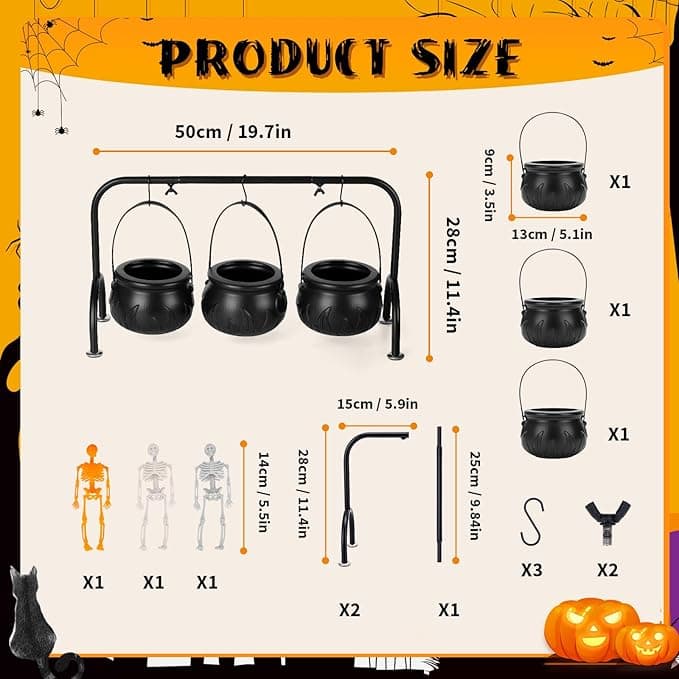 PRODUCT SIZE
50cm / 19.7in
28cm / 11.4in
9cm / 3.5in
13cm / 5.1in
X1
X1
X1
14cm / 5.5in
X1
X1
X1
15cm / 5.9in
28cm / 11.4in
X2
25cm / 9.84in
X1
X3
X2